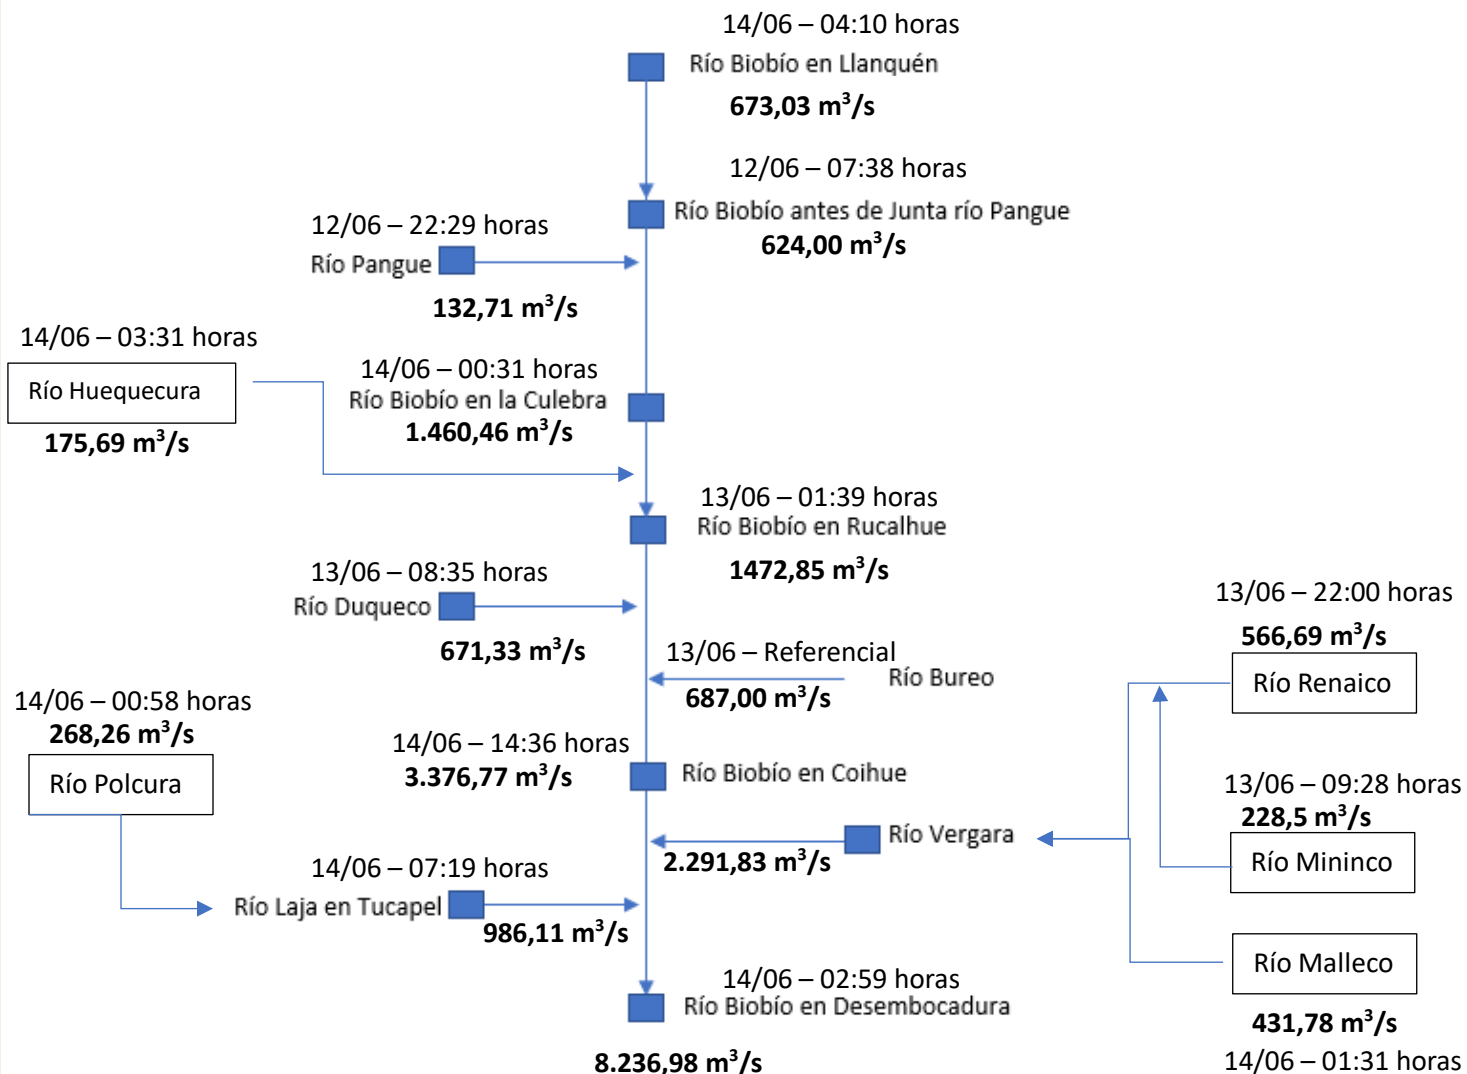 14/06 – 04:10 horas
Río Biobío en Llanquén
673,03 m³/s
12/06 – 07:38 horas
Río Biobío antes de Junta río Pangue
624,00 m³/s
12/06 – 22:29 horas
Río Pangue
132,71 m³/s
14/06 – 03:31 horas
Río Huequecura
175,69 m³/s
14/06 – 00:31 horas
Río Biobío en la Culebra
1.460,46 m³/s
13/06 – 01:39 horas
Río Biobío en Rucalhue
1472,85 m³/s
13/06 – 08:35 horas
Río Duqueco
671,33 m³/s
13/06 – Referencial
Río Bureo
687,00 m³/s
13/06 – 22:00 horas
566,69 m³/s
Río Renaico
14/06 – 00:58 horas
268,26 m³/s
Río Polcura
14/06 – 14:36 horas
3.376,77 m³/s
Río Biobío en Coihue
13/06 – 09:28 horas
228,5 m³/s
Río Mininco
Río Vergara
2.291,83 m³/s
14/06 – 07:19 horas
Río Laja en Tucapel
986,11 m³/s
Río Malleco
431,78 m³/s
14/06 – 01:31 horas
14/06 – 02:59 horas
Río Biobío en Desembocadura
8.236,98 m³/s